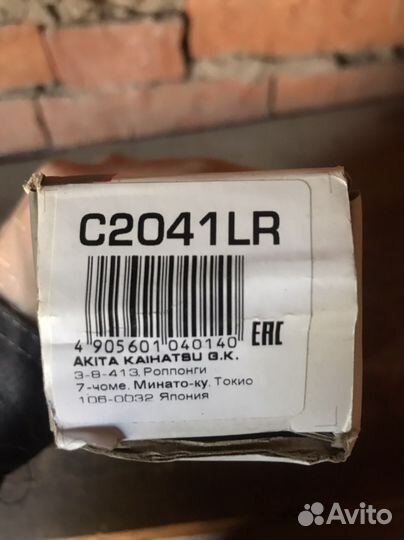 C2041LR
4 905601 040140 EAC
AKITA KAIHATSU G.K.
3-8-413, Роппонги
7-чоме, Минато-ку, Токио
106-0032 Япония
Avito